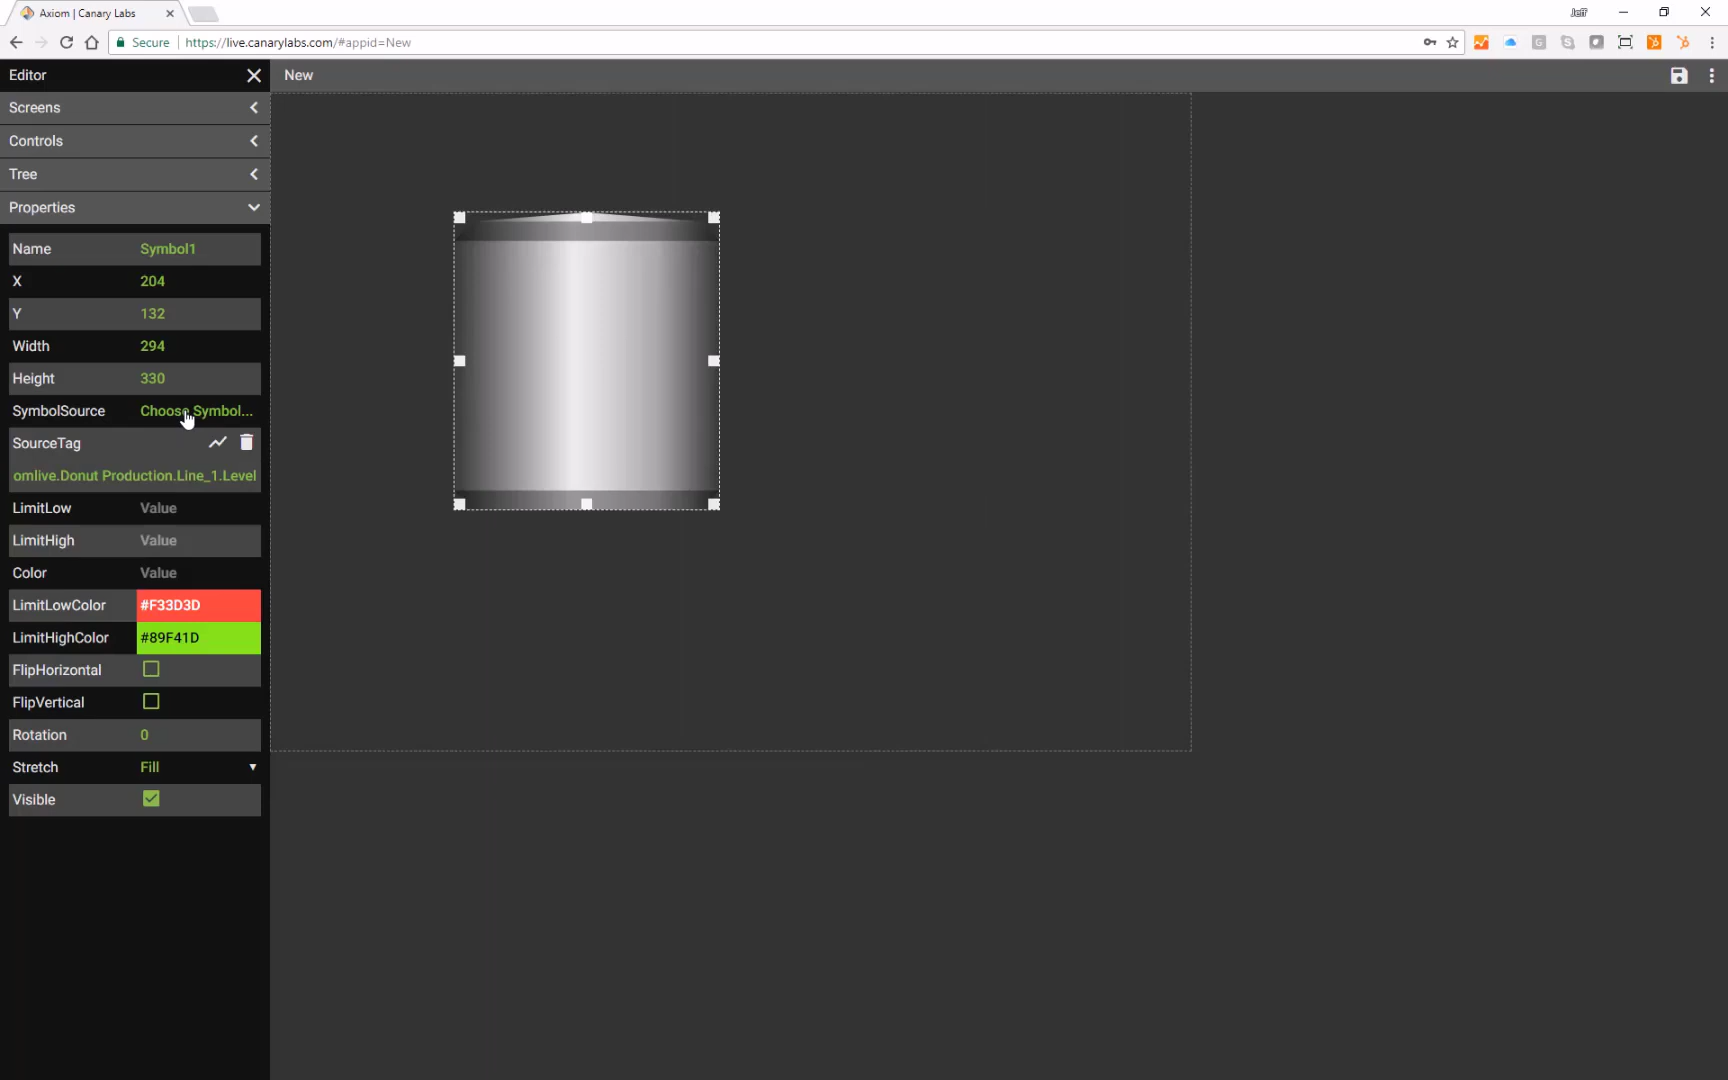 Axiom | Canary Labs
Jeff
Secure
https://live.canarylabs.com/#appid=New
Editor
New
Screens
Controls
Tree
Properties
Name Symbol1
X 204
Y 132
Width 294
Height 330
SymbolSource Choose Symbol...
SourceTag
omlive.Donut Production.Line_1.Level
LimitLow Value
LimitHigh Value
Color Value
LimitLowColor #F33D3D
LimitHighColor #89F41D
FlipHorizontal
FlipVertical
Rotation 0
Stretch Fill
Visible